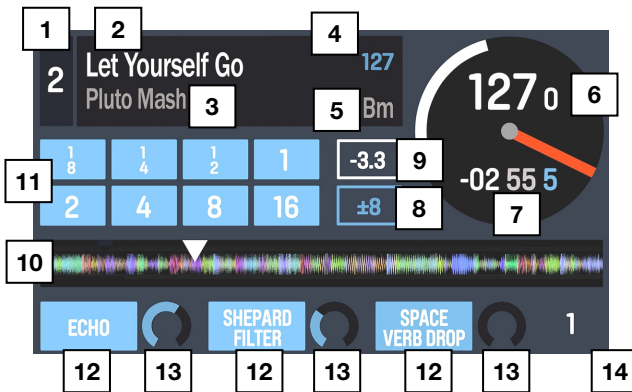 1 2 4
2 Let Yourself Go 127
Pluto Mash 3 5 Bm
127 0 6
11 1/8 1/4 1/2 1 -3.3 9
-02 55 5
2 4 8 16 ±8 8
7
10
ECHO SHEPARD FILTER SPACE VERB DROP 1
12 13 12 13 12 13 14